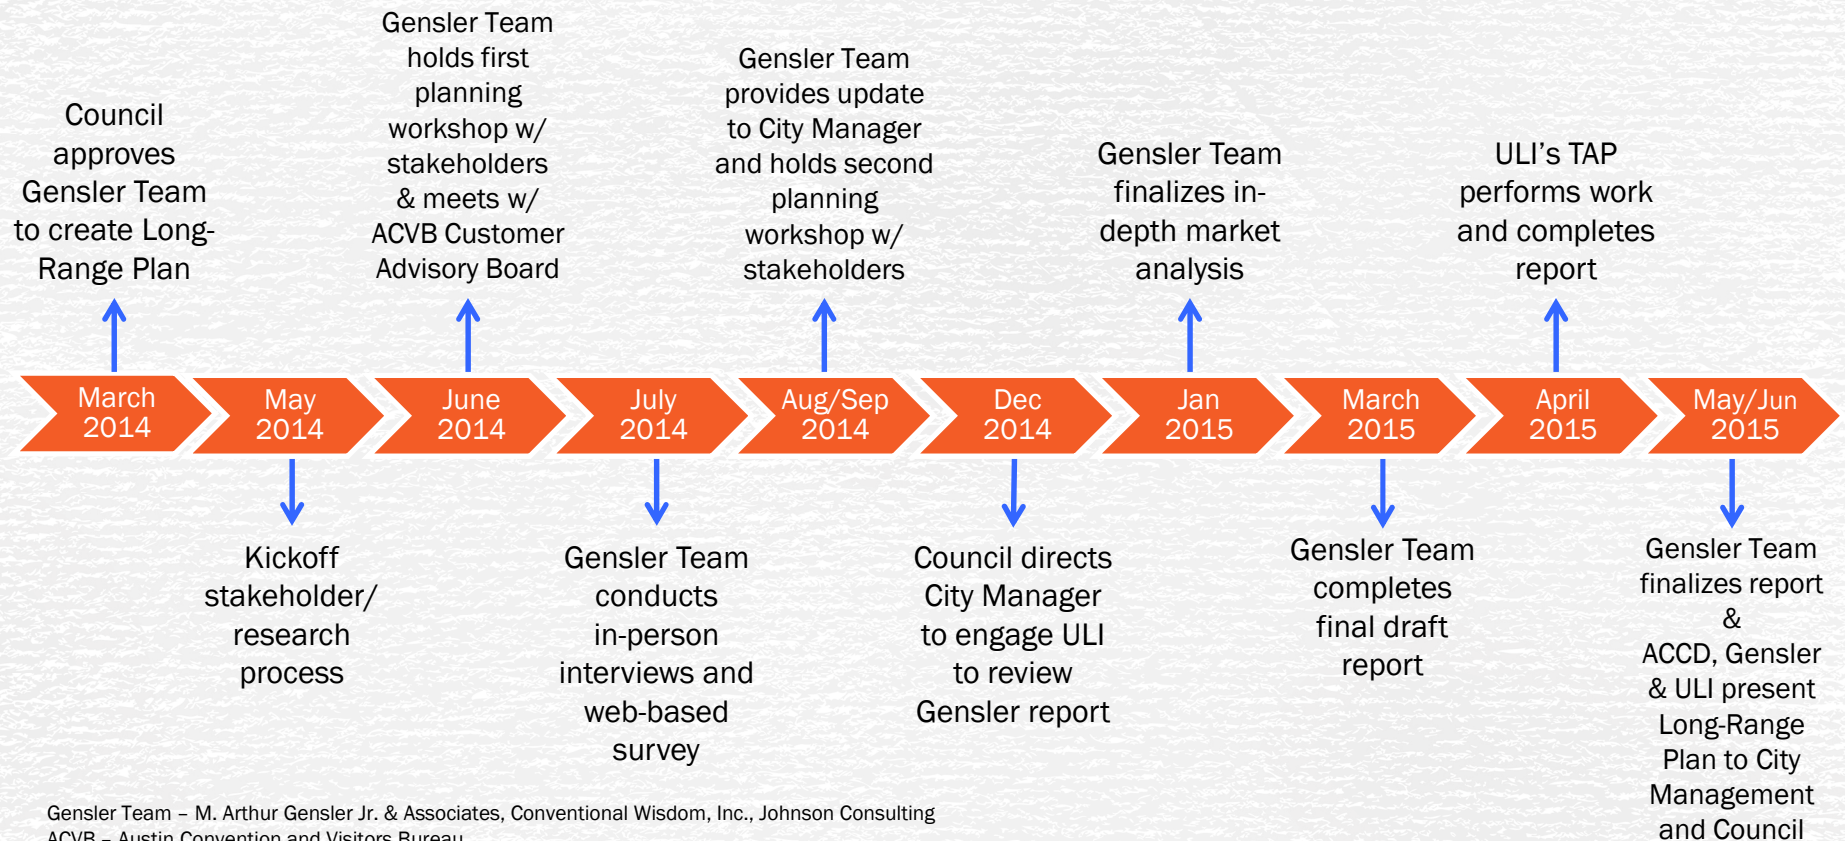 Council
approves
Gensler Team
to create Long-
Range Plan
Gensler Team
holds first
planning
workshop w/
stakeholders
& meets w/
ACVB Customer
Advisory Board
Gensler Team
provides update
to City Manager
and holds second
planning
workshop w/
stakeholders
Gensler Team
finalizes in-
depth market
analysis
ULI’s TAP
performs work
and completes
report
March
2014
May
2014
June
2014
July
2014
Aug/Sep
2014
Dec
2014
Jan
2015
March
2015
April
2015
May/Jun
2015
Kickoff
stakeholder/
research
process
Gensler Team
conducts
in-person
interviews and
web-based
survey
Council directs
City Manager
to engage ULI
to review
Gensler report
Gensler Team
completes
final draft
report
Gensler Team
finalizes report
&
ACCD, Gensler
& ULI present
Long-Range
Plan to City
Management
and Council
Gensler Team – M. Arthur Gensler Jr. & Associates, Conventional Wisdom, Inc., Johnson Consulting
ACVB – Austin Convention and Visitors Bureau